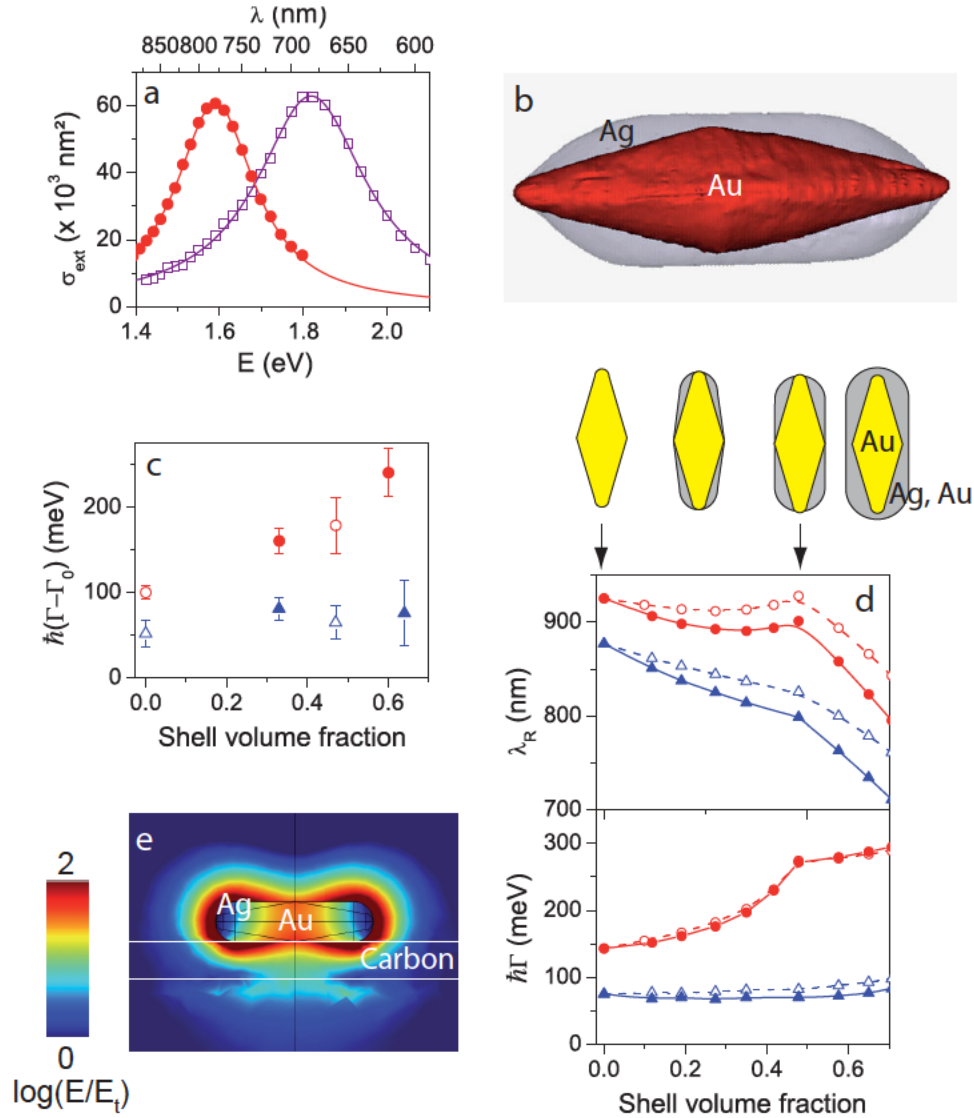 λ (nm)
850 800 750 700 650 600
a
60
40
20
0
σext (x 10³ nm²)
1.4 1.6 1.8 2.0
E (eV)
b
Ag
Au
c
200
100
0
ħ(Γ−Γ0) (meV)
0.0 0.2 0.4 0.6
Shell volume fraction
Au
Ag, Au
d
900
800
700
λR (nm)
300
200
100
0
ħΓ (meV)
0.0 0.2 0.4 0.6
Shell volume fraction
e
Ag
Au
Carbon
2
0
log(E/Et)